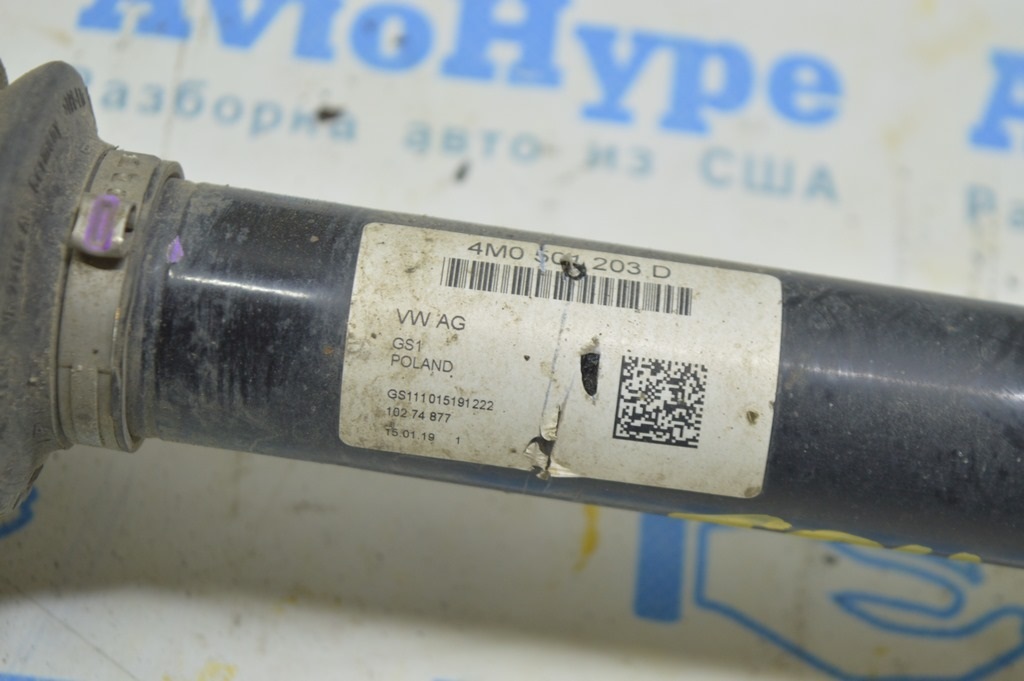 AvtoHype
Разборка авто из США
4M0 501 203 D
VW AG
GS1
POLAND
GS111015191222
102 74 877
15.01.19 1